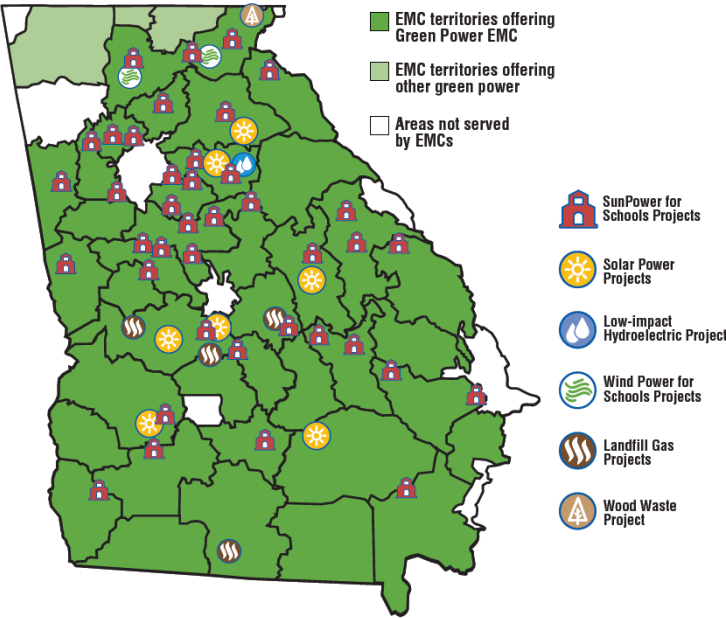 EMC territories offering
Green Power EMC
EMC territories offering
other green power
Areas not served
by EMCs
SunPower for
Schools Projects
Solar Power
Projects
Low-impact
Hydroelectric Project
Wind Power for
Schools Projects
Landfill Gas
Projects
Wood Waste
Project